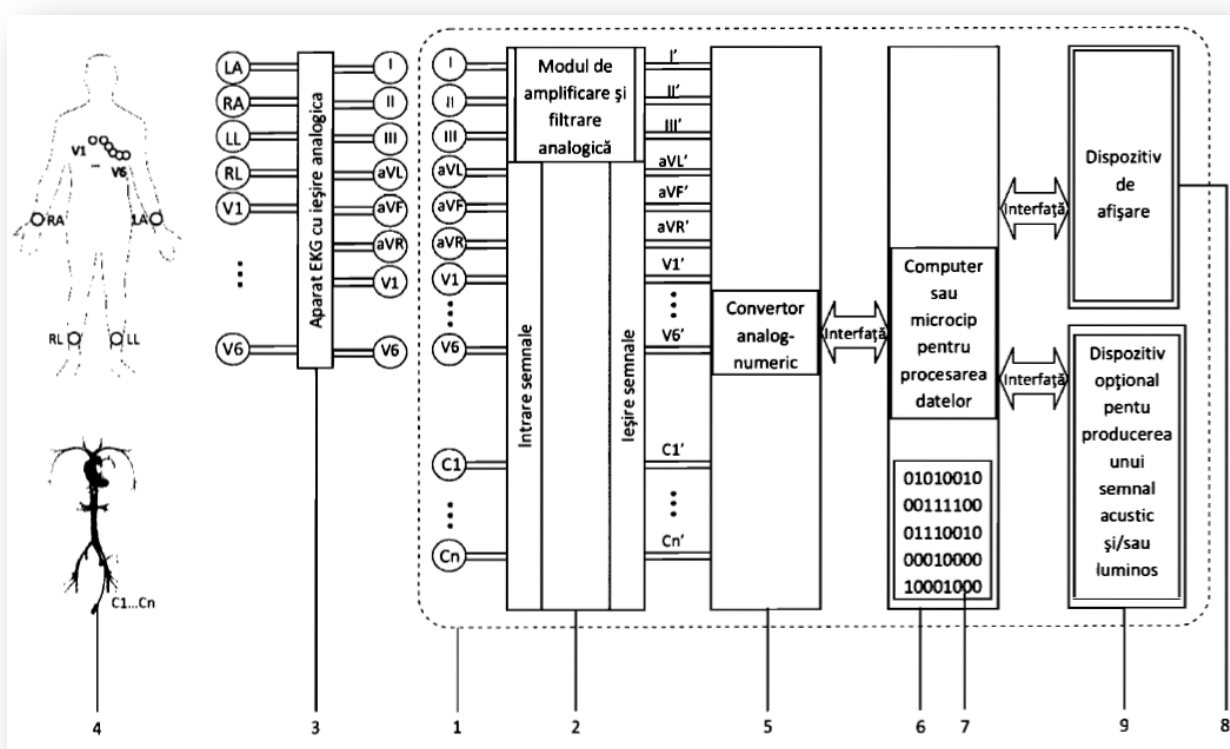 V1
...
V6
RA
LA
RL
LL
C1...Cn
LA
RA
LL
RL
V1
V6
Aparat EKG cu ieşire analogica
I
II
III
aVL
aVF
aVR
V1
V6
I
II
III
aVL
aVF
aVR
V1
V6
C1
Cn
Modul de
amplificare şi
filtrare
analogică
Intrare semnale
Ieşire semnale
I'
II'
III'
aVL'
aVF'
aVR'
V1'
V6'
C1'
Cn'
Convertor
analog-
numeric
Interfaţă
Computer
sau
microcip
pentru
procesarea
datelor
01010010
00111100
01110010
00010000
10001000
Interfaţă
Interfaţă
Dispozitiv
de
afişare
Dispozitiv
opţional
pentu
producerea
unui
semnal
acustic
şi/sau
luminos
4
3
1
2
5
6
7
9
8